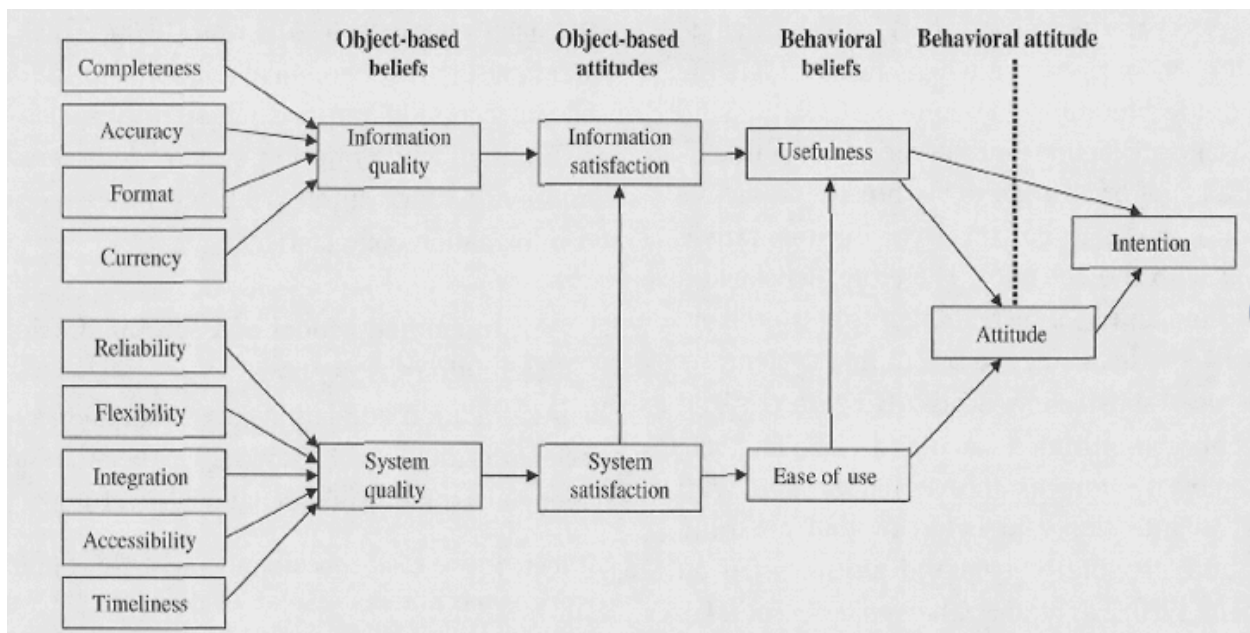 Object-based
beliefs
Object-based
attitudes
Behavioral
beliefs
Behavioral attitude
Completeness
Accuracy
Format
Currency
Information
quality
Information
satisfaction
Usefulness
Intention
Attitude
Reliability
Flexibility
Integration
Accessibility
Timeliness
System
quality
System
satisfaction
Ease of use